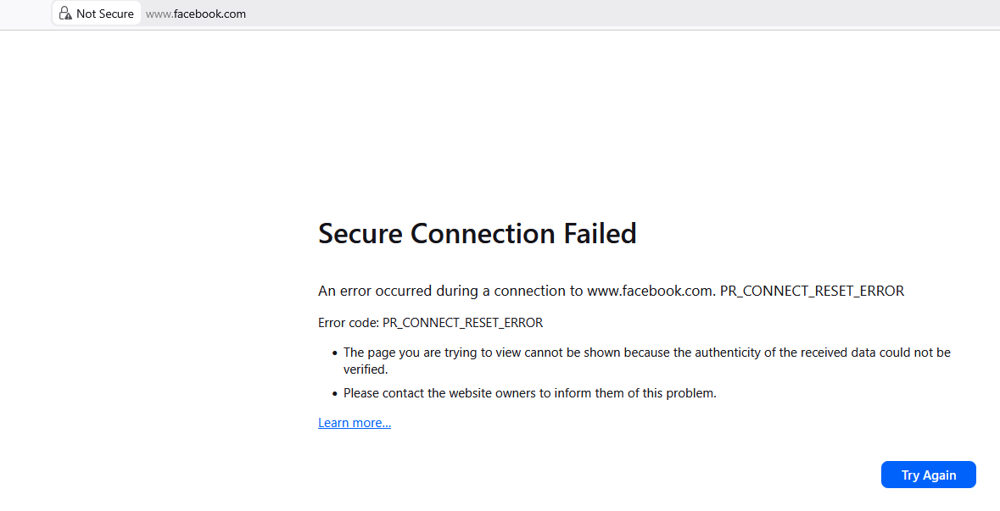 Not Secure www.facebook.com
Secure Connection Failed
An error occurred during a connection to www.facebook.com. PR_CONNECT_RESET_ERROR
Error code: PR_CONNECT_RESET_ERROR
• The page you are trying to view cannot be shown because the authenticity of the received data could not be
verified.
• Please contact the website owners to inform them of this problem.
Learn more...
Try Again